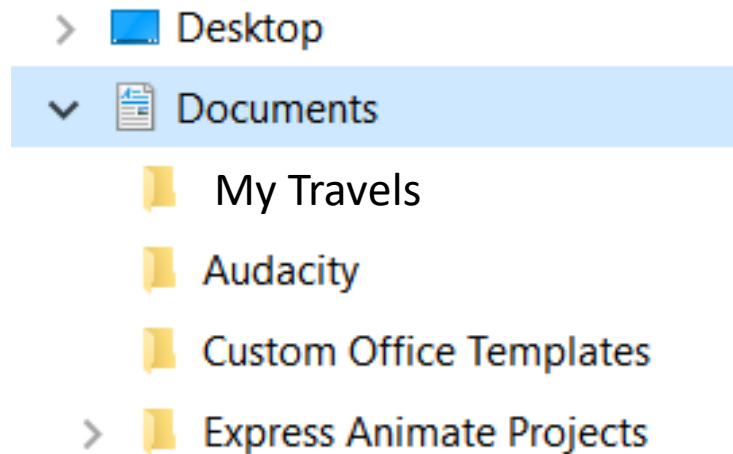 Desktop
Documents
My Travels
Audacity
Custom Office Templates
Express Animate Projects